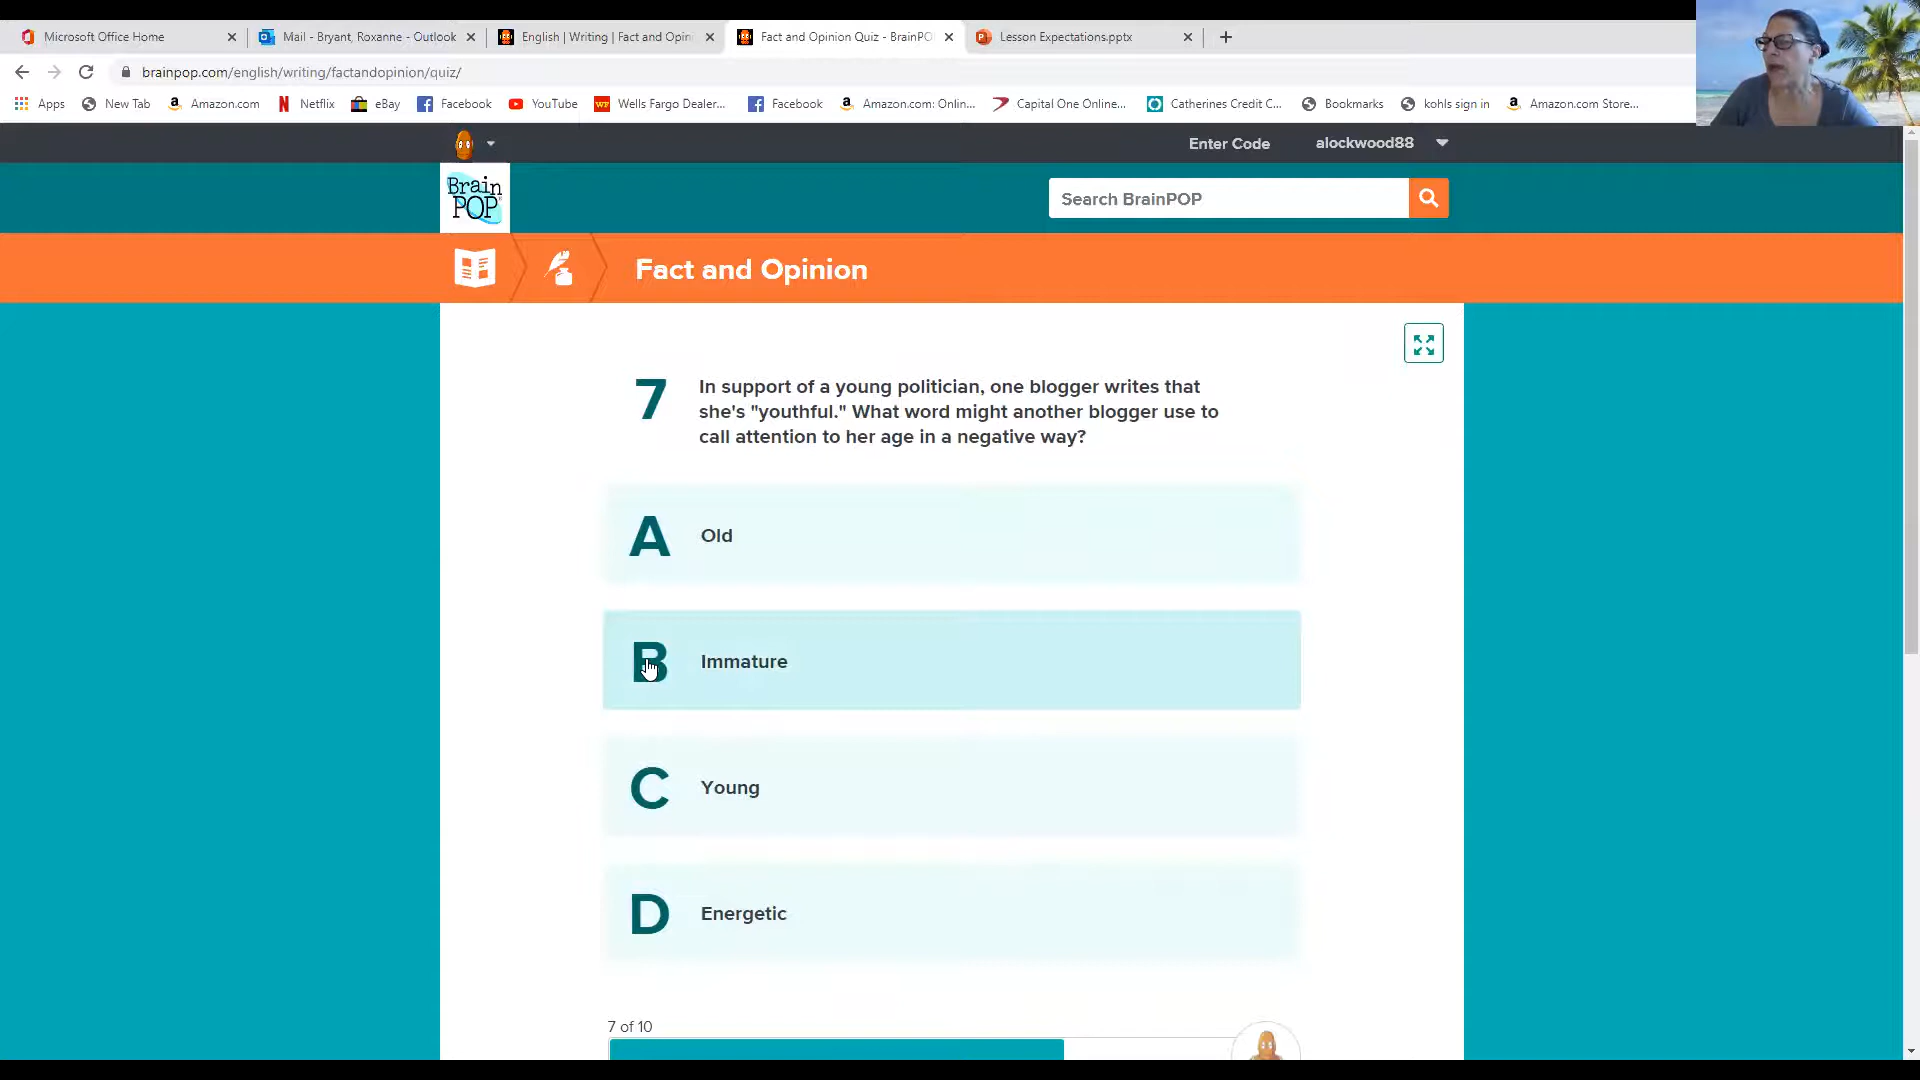 Microsoft Office Home
Mail - Bryant, Roxanne - Outlook
English | Writing | Fact and Opin
Fact and Opinion Quiz - BrainPO
Lesson Expectations.pptx
brainpop.com/english/writing/factandopinion/quiz/
Apps
New Tab
Amazon.com
Netflix
eBay
Facebook
YouTube
Wells Fargo Dealer...
Facebook
Amazon.com: Onlin...
Capital One Online...
Catherines Credit C...
Bookmarks
kohls sign in
Amazon.com Store...
Enter Code
alockwood88
Brain
POP
Search BrainPOP
Fact and Opinion
7
In support of a young politician, one blogger writes that
she's "youthful." What word might another blogger use to
call attention to her age in a negative way?
A Old
B Immature
C Young
D Energetic
7 of 10